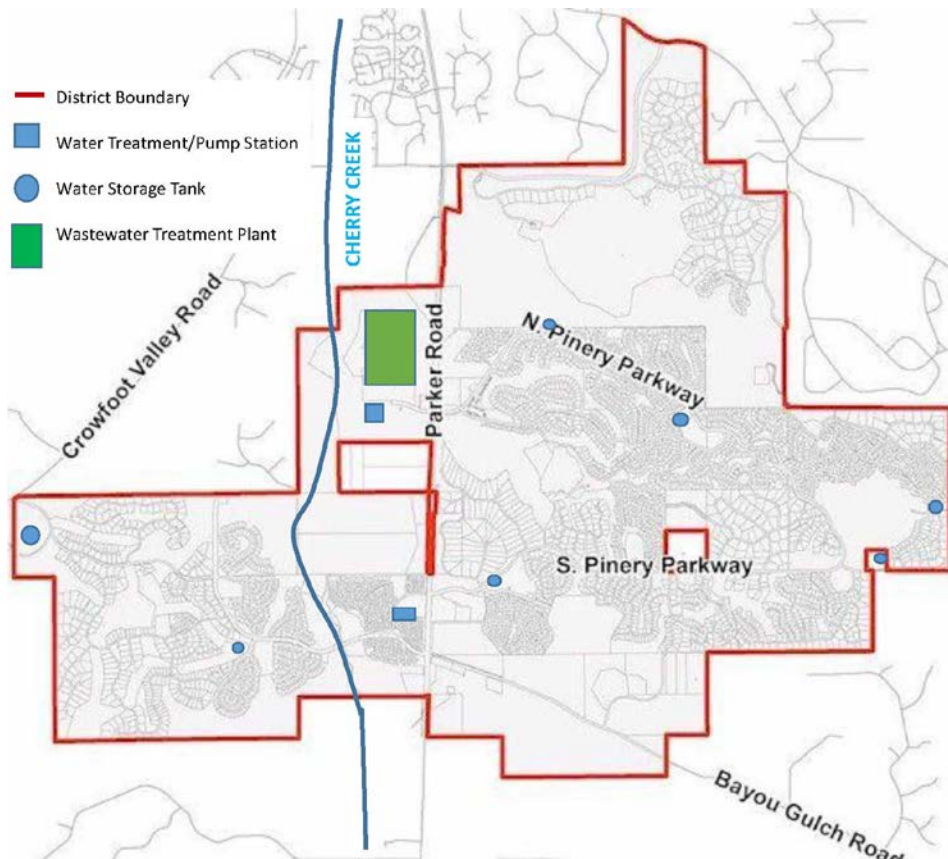 District Boundary
Water Treatment/Pump Station
Water Storage Tank
Wastewater Treatment Plant
CHERRY CREEK
Crowfoot Valley Road
Parker Road
N. Pinery Parkway
S. Pinery Parkway
Bayou Gulch Road